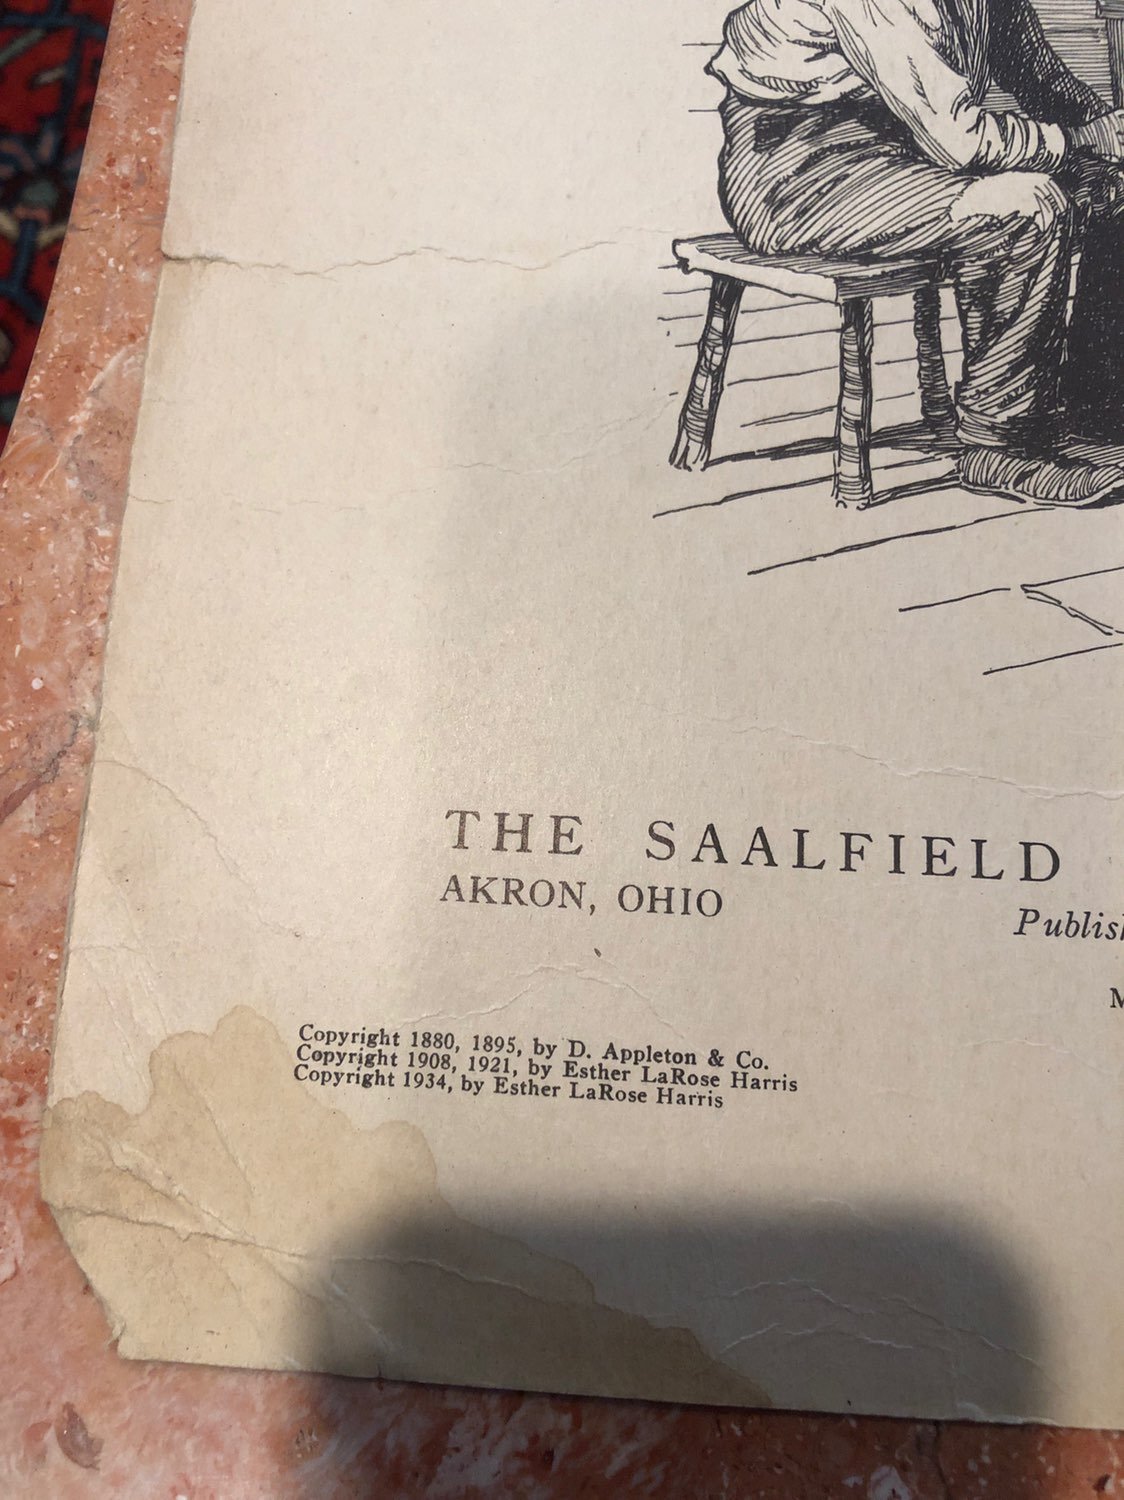 THE SAALFIELD
AKRON, OHIO
Copyright 1880, 1895, by D. Appleton & Co.
Copyright 1908, 1921, by Esther LaRose Harris
Copyright 1934, by Esther LaRose Harris